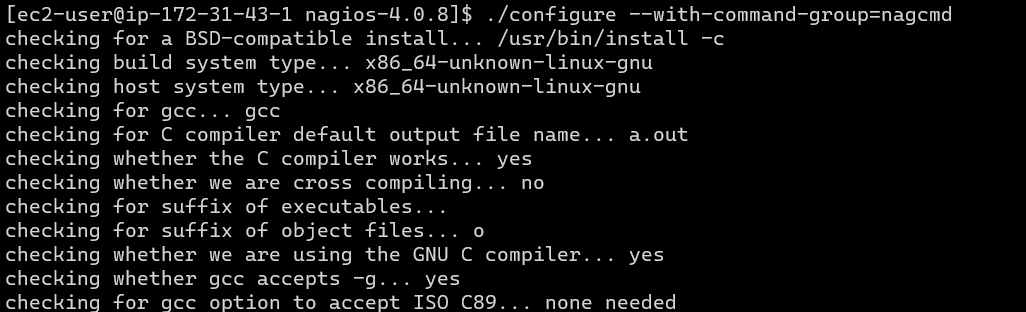 [ec2-user@ip-172-31-43-1 nagios-4.0.8]$ ./configure --with-command-group=nagcmd
checking for a BSD-compatible install... /usr/bin/install -c
checking build system type... x86_64-unknown-linux-gnu
checking host system type... x86_64-unknown-linux-gnu
checking for gcc... gcc
checking for C compiler default output file name... a.out
checking whether the C compiler works... yes
checking whether we are cross compiling... no
checking for suffix of executables...
checking for suffix of object files... o
checking whether we are using the GNU C compiler... yes
checking whether gcc accepts -g... yes
checking for gcc option to accept ISO C89... none needed